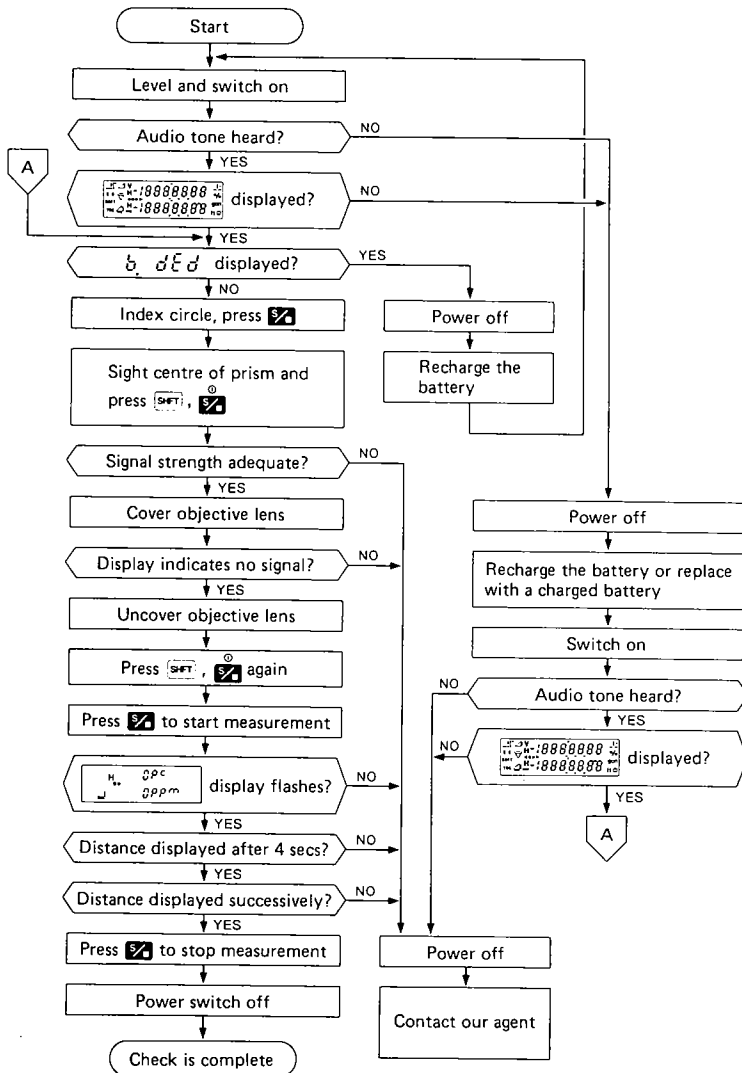 Start
Level and switch on
Audio tone heard?
NO
YES
A
displayed?
NO
YES
b. dEd displayed?
YES
NO
Index circle, press S/
Power off
Recharge the
battery
Sight centre of prism and
press SHFT , S/
Signal strength adequate?
NO
YES
Cover objective lens
Display indicates no signal?
NO
YES
Uncover objective lens
Press SHFT , S/ again
Press S/ to start measurement
H 0pc
0ppm
display flashes?
NO
YES
Distance displayed after 4 secs?
NO
YES
Distance displayed successively?
NO
YES
Press S/ to stop measurement
Power switch off
Check is complete
Power off
Recharge the battery or replace
with a charged battery
Switch on
Audio tone heard?
NO
YES
displayed?
NO
YES
A
Power off
Contact our agent